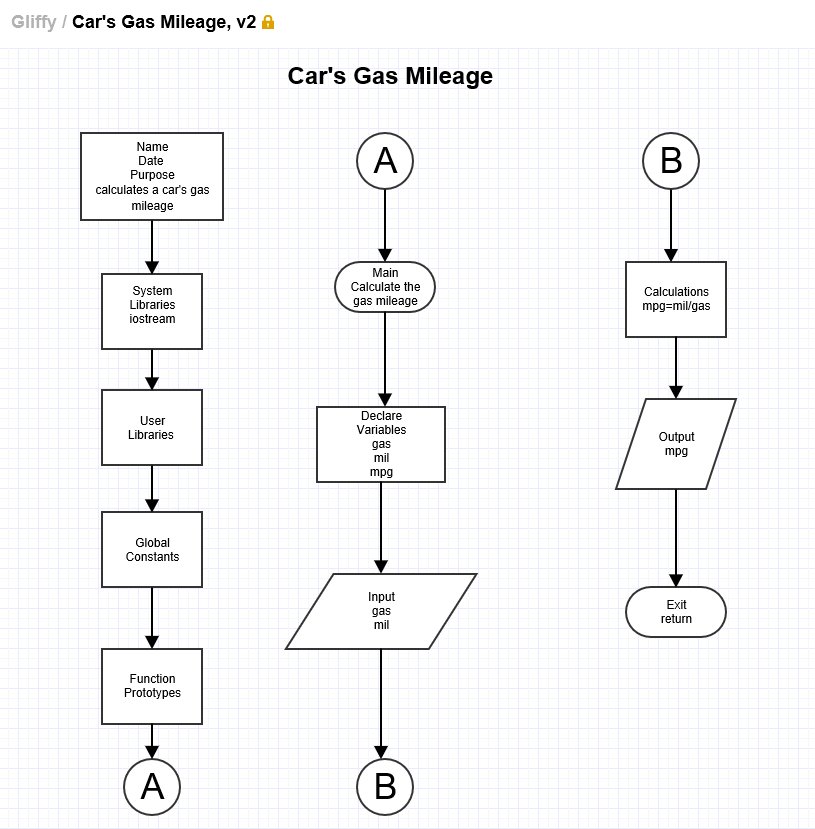 Gliffy / Car's Gas Mileage, v2
Car's Gas Mileage
Name
Date
Purpose
calculates a car's gas
mileage
System
Libraries
iostream
User
Libraries
Global
Constants
Function
Prototypes
A
A
Main
Calculate the
gas mileage
Declare
Variables
gas
mil
mpg
Input
gas
mil
B
B
Calculations
mpg=mil/gas
Output
mpg
Exit
return